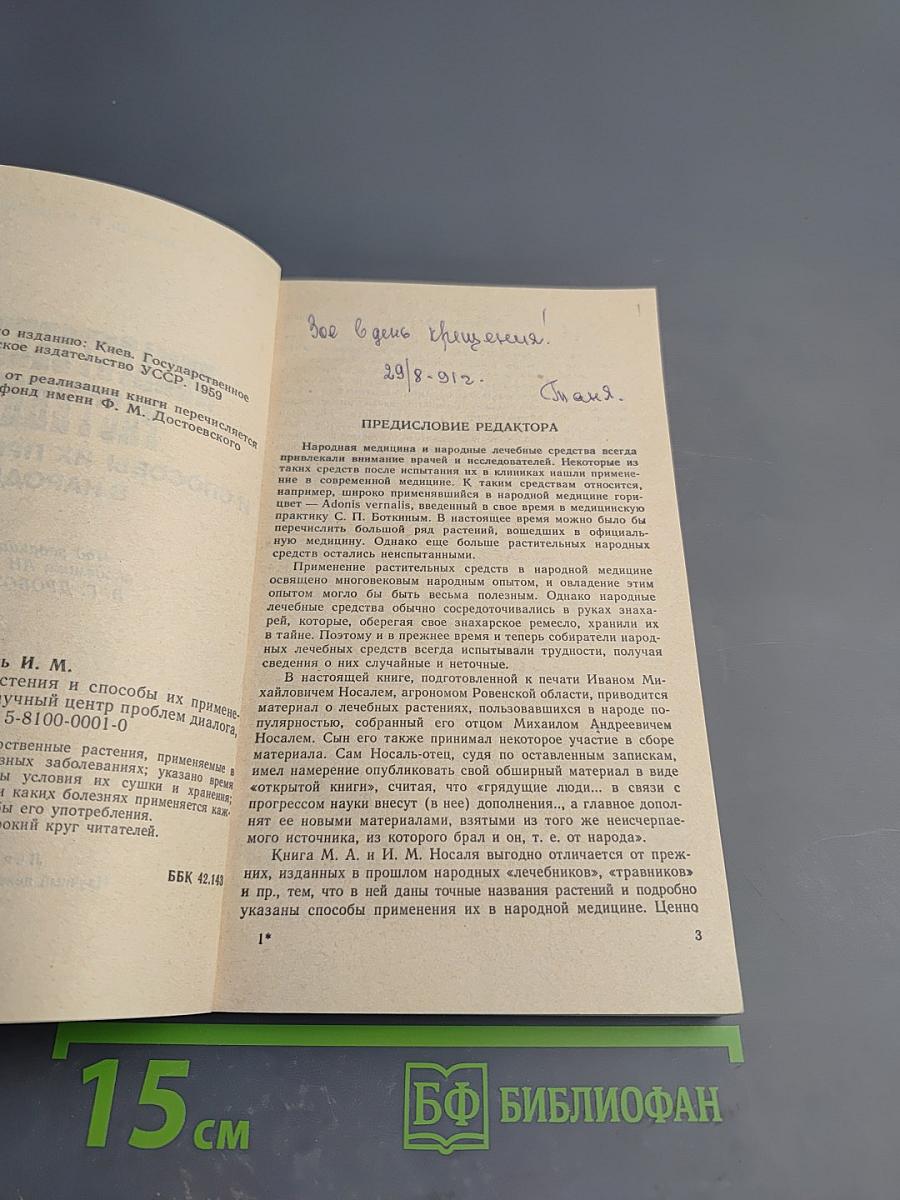 о изданию: Киев. Государственное
ское издательство УССР. 1959
от реализации книги перечисляется
фонд имени Ф. М. Достоевского
ь И. М.
стения и способы их примене-
аучный центр проблем диалога,
5-8100-0001-0
рственные растения, применяемые в
зных заболеваниях; указано время
ы условия их сушки и хранения;
и каких болезнях применяется каж-
бы его употребления.
рокий круг читателей.
ББК 42.143
Зое в день крещения!
29/8-91г.
Таня.
ПРЕДИСЛОВИЕ РЕДАКТОРА
Народная медицина и народные лечебные средства всегда
привлекали внимание врачей и исследователей. Некоторые из
таких средств после испытания их в клиниках нашли примене-
ние в современной медицине. К таким средствам относится,
например, широко применявшийся в народной медицине гори-
цвет — Adonis vernalis, введенный в свое время в медицинскую
практику С. П. Боткиным. В настоящее время можно было бы
перечислить большой ряд растений, вошедших в официаль-
ную медицину. Однако еще больше растительных народных
средств остались неиспытанными.
Применение растительных средств в народной медицине
освящено многовековым народным опытом, и овладение этим
опытом могло бы быть весьма полезным. Однако народные
лечебные средства обычно сосредоточивались в руках знаха-
рей, которые, оберегая свое знахарское ремесло, хранили их
в тайне. Поэтому и в прежнее время и теперь собиратели народ-
ных лечебных средств всегда испытывали трудности, получая
сведения о них случайные и неточные.
В настоящей книге, подготовленной к печати Иваном Ми-
хайловичем Носалем, агрономом Ровенской области, приводится
материал о лечебных растениях, пользовавшихся в народе по-
пулярностью, собранный его отцом Михаилом Андреевичем
Носалем. Сын его также принимал некоторое участие в сборе
материала. Сам Носаль-отец, судя по оставленным запискам,
имел намерение опубликовать свой обширный материал в виде
«открытой книги», считая, что «грядущие люди... в связи с
прогрессом науки внесут (в нее) дополнения.., а главное допол-
нят ее новыми материалами, взятыми из того же неисчерпае-
мого источника, из которого брал и он, т. е. от народа».
Книга М. А. и И. М. Носаля выгодно отличается от преж-
них, изданных в прошлом народных «лечебников», «травников»
и пр., тем, что в ней даны точные названия растений и подробно
указаны способы применения их в народной медицине. Ценно
1*
3
15 см
БФ БИБЛИОФАН